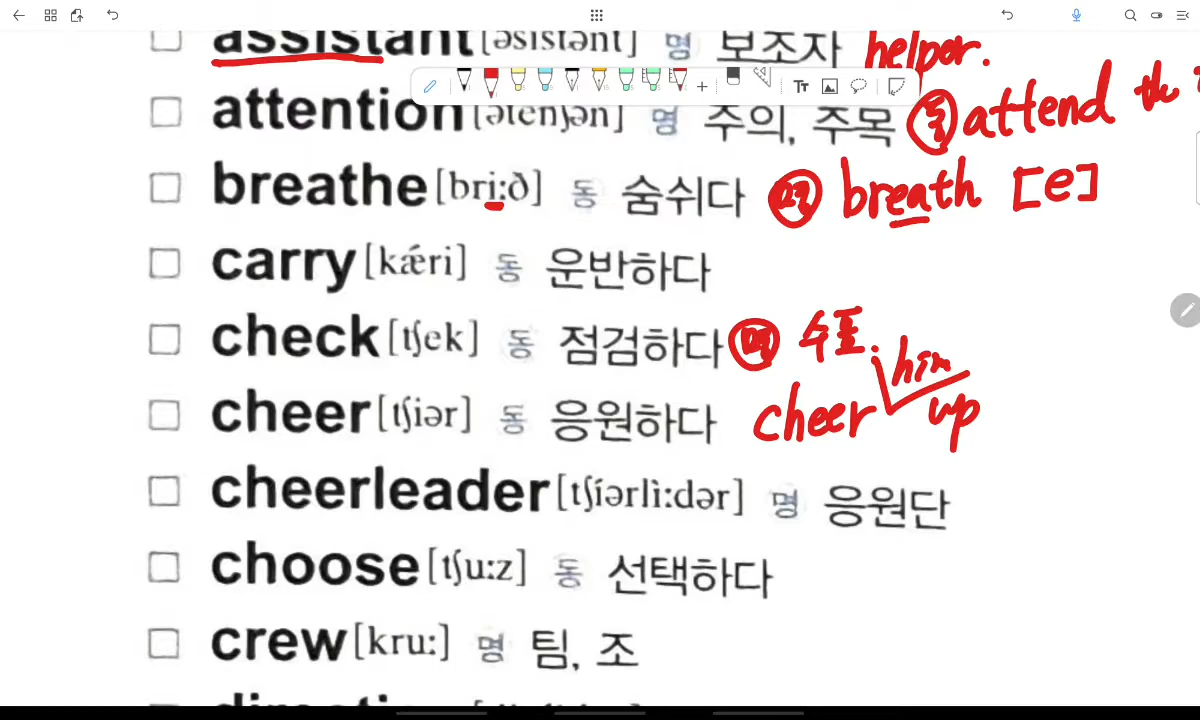 assistant [əsístənt] 명 보조자 helper.
attention [əténʃən] 명 주의, 주목 동 attend
breathe [bri:ð] 동 숨쉬다 명 breath [e]
carry [kǽri] 동 운반하다
check [tʃek] 동 점검하다 명 수표.
cheer [tʃiər] 동 응원하다 cheer him up
cheerleader [tʃíərlì:dər] 명 응원단
choose [tʃu:z] 동 선택하다
crew [kru:] 명 팀, 조